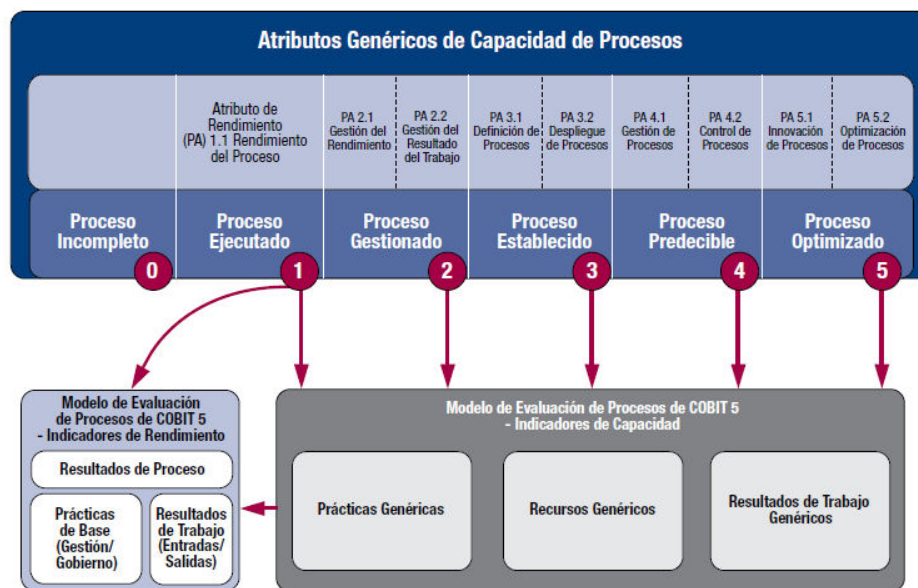 Atributos Genéricos de Capacidad de Procesos
Atributo de
Rendimiento
(PA) 1.1 Rendimiento
del Proceso
PA 2.1
Gestión del
Rendimiento
PA 2.2
Gestión del
Resultado
del Trabajo
PA 3.1
Definición de
Procesos
PA 3.2
Despliegue
de Procesos
PA 4.1
Gestión de
Procesos
PA 4.2
Control de
Procesos
PA 5.1
Innovación
de Procesos
PA 5.2
Optimización
de Procesos
Proceso
Incompleto
0
Proceso
Ejecutado
1
Proceso
Gestionado
2
Proceso
Establecido
3
Proceso
Predecible
4
Proceso
Optimizado
5
Modelo de Evaluación
de Procesos de COBIT 5
- Indicadores de Rendimiento
Resultados de Proceso
Prácticas
de Base
(Gestión/
Gobierno)
Resultados
de Trabajo
(Entradas/
Salidas)
Modelo de Evaluación de Procesos de COBIT 5
- Indicadores de Capacidad
Prácticas Genéricas
Recursos Genéricos
Resultados de Trabajo
Genéricos